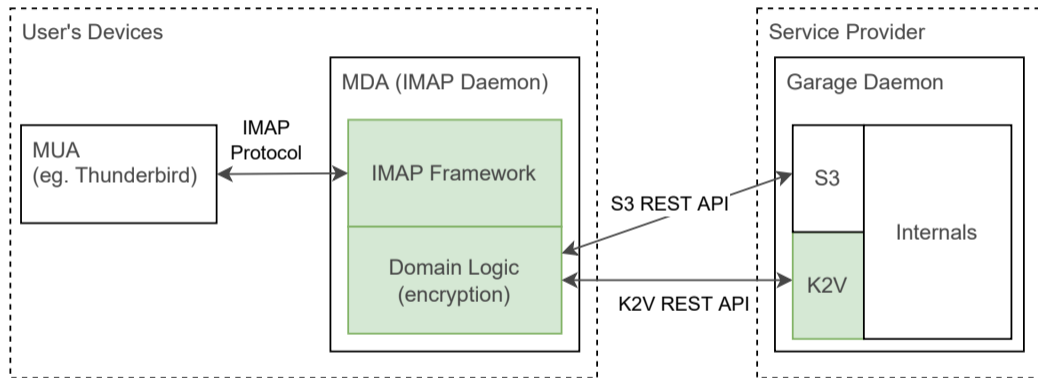 User's Devices
Service Provider
MDA (IMAP Daemon)
Garage Daemon
MUA
(eg. Thunderbird)
IMAP
Protocol
IMAP Framework
Domain Logic
(encryption)
S3 REST API
K2V REST API
S3
K2V
Internals